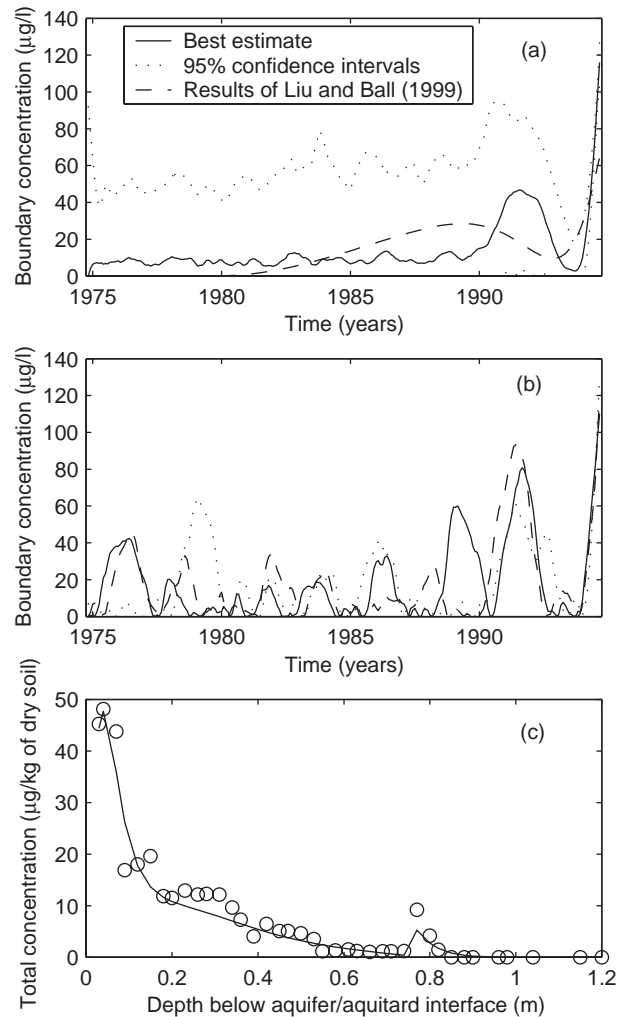 140
120
100
80
60
40
20
0
Boundary concentration (µg/l)
Best estimate
95% confidence intervals
Results of Liu and Ball (1999)
(a)
1975 1980 1985 1990
Time (years)
140
120
100
80
60
40
20
0
Boundary concentration (µg/l)
(b)
1975 1980 1985 1990
Time (years)
50
40
30
20
10
0
Total concentration (µg/kg of dry soil)
(c)
0 0.2 0.4 0.6 0.8 1 1.2
Depth below aquifer/aquitard interface (m)